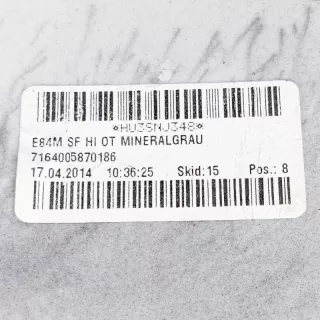 *HU3SNJ348*
E84M SF HI OT MINERALGRAU
7164005870186
17.04.2014 10:36:25 Skid:15 Pos.: 8